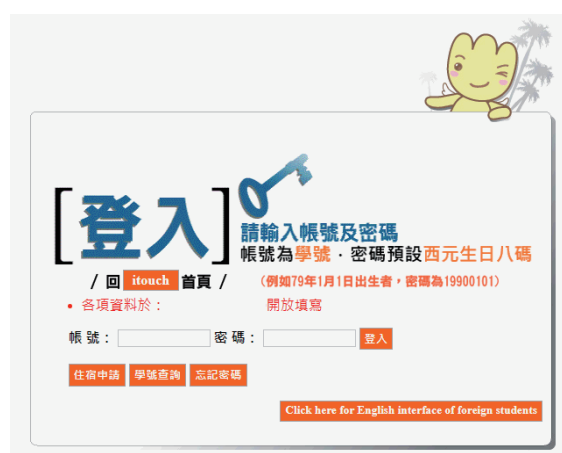 [登入]
請輸入帳號及密碼
帳號為學號‧密碼預設西元生日八碼
/ 回 itouch 首頁 / (例如79年1月1日出生者，密碼為19900101)
• 各項資料於： 開放填寫
帳 號： 密 碼： 登入
住宿申請 學號查詢 忘記密碼
Click here for English interface of foreign students